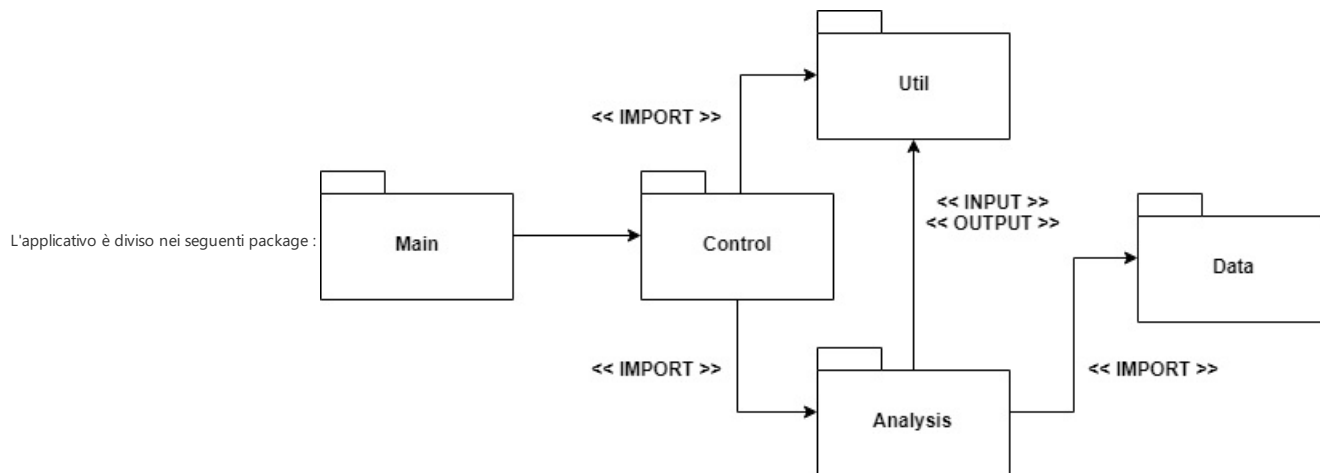 Util
<< IMPORT >>
<< INPUT >>
<< OUTPUT >>
L'applicativo è diviso nei seguenti package :
Main
Control
Data
<< IMPORT >>
<< IMPORT >>
Analysis